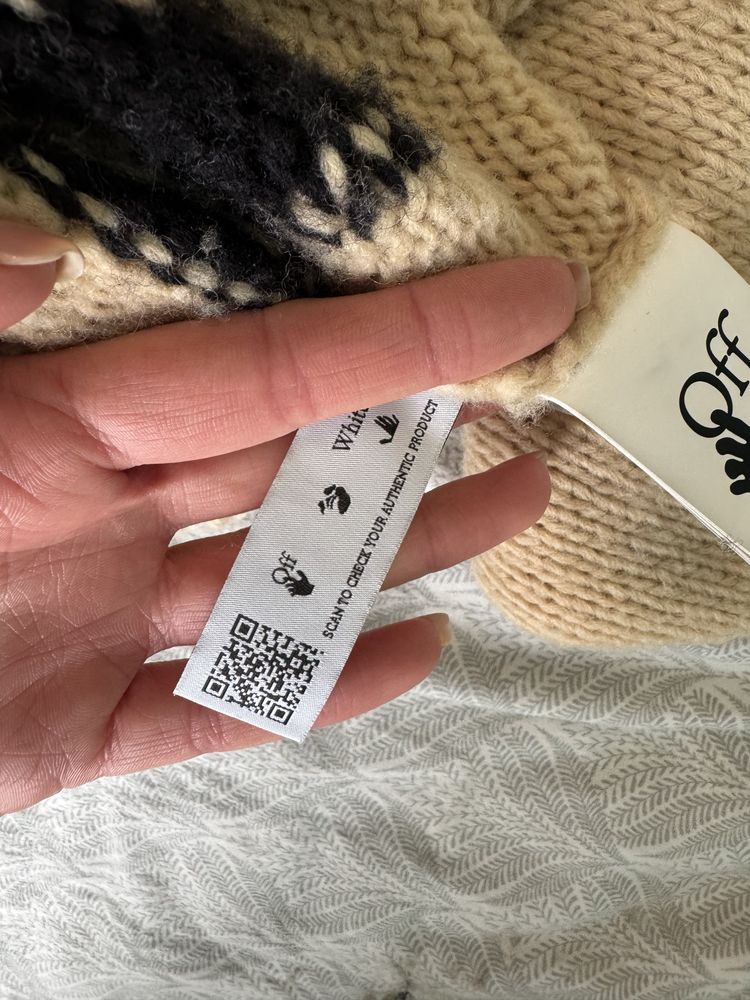 White
Off
SCAN TO CHECK YOUR AUTHENTIC PRODUCT
Off